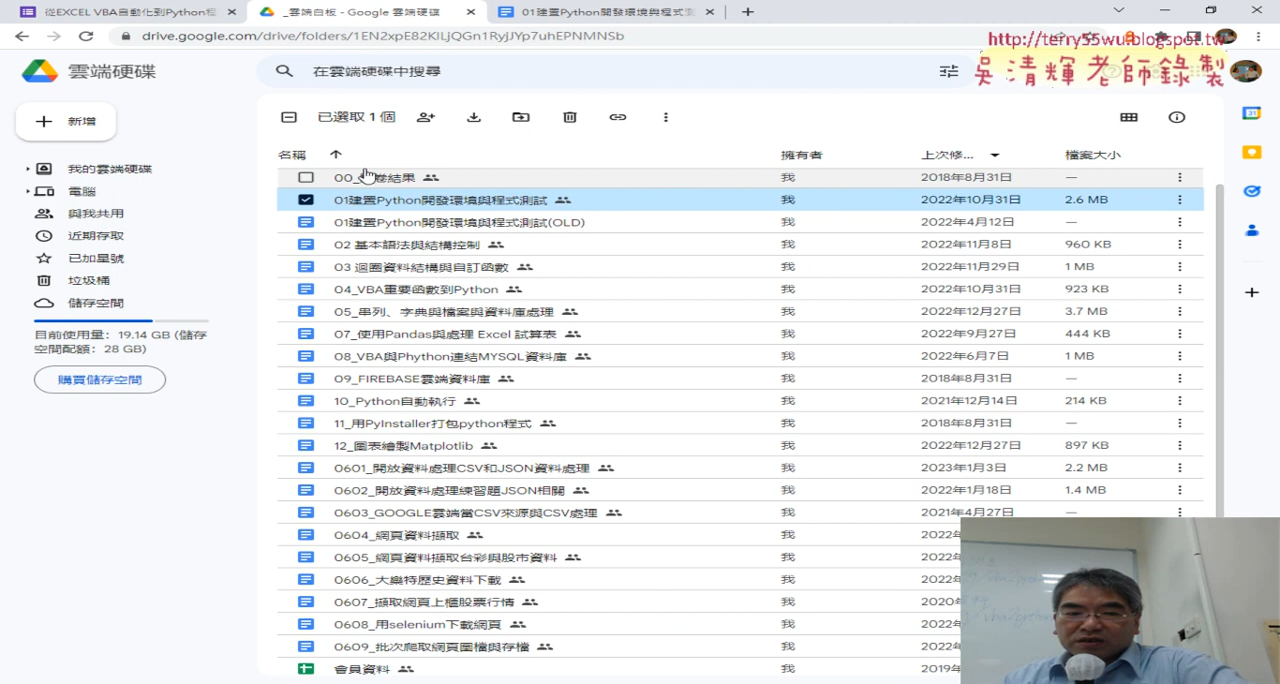 從EXCEL VBA自動化到Python程
_雲端白板 - Google 雲端硬碟
01建置Python開發環境與程式測
drive.google.com/drive/folders/1EN2xpE82KILJQGn1RyJJYp7uhEPNMNSb
http://terry55wu.blogspot.tw
吳清輝老師錄製
雲端硬碟
在雲端硬碟中搜尋
新增
已選取 1 個
名稱 擁有者 上次修... 檔案大小
我的雲端硬碟
電腦
與我共用
近期存取
已加星號
垃圾桶
儲存空間
目前使用量：19.14 GB (儲存
空間配額：28 GB)
購買儲存空間
00_ 卷結果 我 2018年8月31日 —
01建置Python開發環境與程式測試 我 2022年10月31日 2.6 MB
01建置Python開發環境與程式測試(OLD) 我 2022年4月12日 —
02 基本語法與結構控制 我 2022年11月8日 960 KB
03 迴圈資料結構與自訂函數 我 2022年11月29日 1 MB
04_VBA重要函數到Python 我 2022年10月31日 923 KB
05_串列、字典與檔案與資料庫處理 我 2022年12月27日 3.7 MB
07_使用Pandas與處理 Excel 試算表 我 2022年9月27日 444 KB
08_VBA與Phython連結MYSQL資料庫 我 2022年6月7日 1 MB
09_FIREBASE雲端資料庫 我 2018年8月31日 —
10_Python自動執行 我 2021年12月14日 214 KB
11_用PyInstaller打包python程式 我 2018年8月31日 —
12_圖表繪製Matplotlib 我 2022年12月27日 897 KB
0601_開放資料處理CSV和JSON資料處理 我 2023年1月3日 2.2 MB
0602_開放資料處理練習題JSON相關 我 2022年1月18日 1.4 MB
0603_GOOGLE雲端當CSV來源與CSV處理 我 2021年4月27日 —
0604_網頁資料擷取 我 2022
0605_網頁資料擷取台彩與股市資料 我 2022
0606_大樂特歷史資料下載 我 2022
0607_擷取網頁上櫃股票行情 我 2020
0608_用selenium下載網頁 我 2022
0609_批次爬取網頁圖檔與存檔 我 2022
會員資料 我 2019